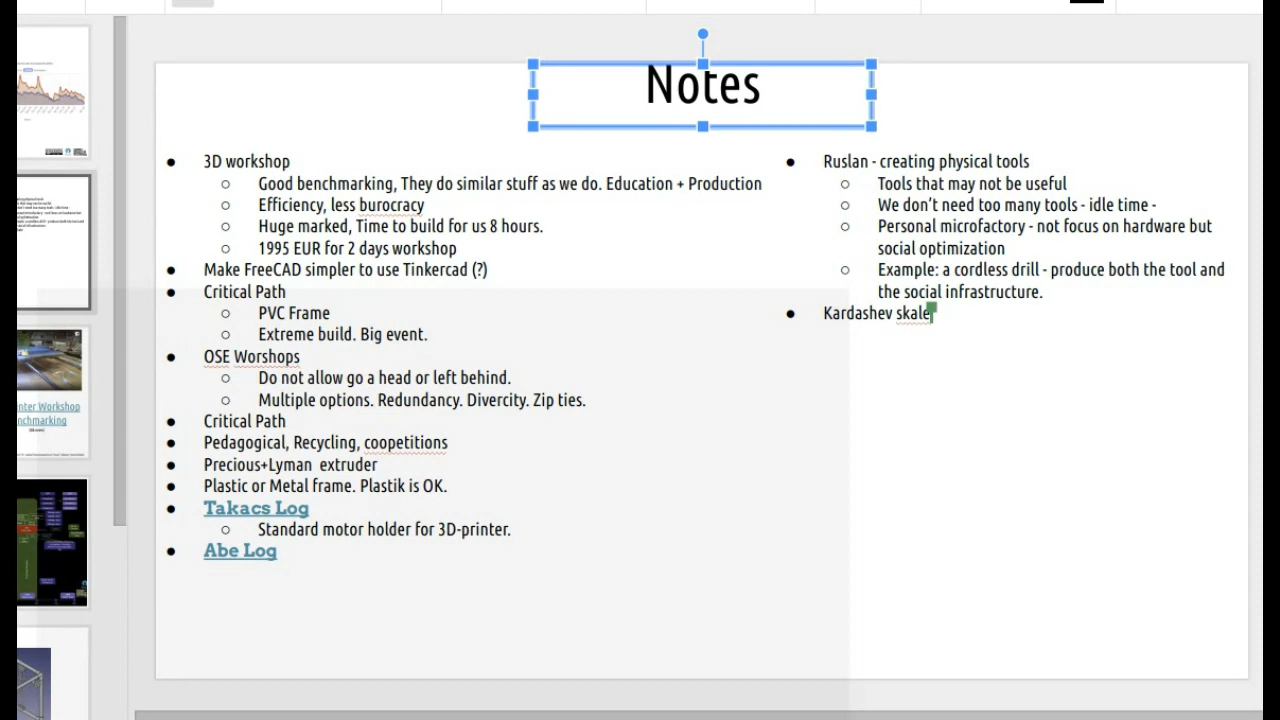 Notes
● 3D workshop
○ Good benchmarking, They do similar stuff as we do. Education + Production
○ Efficiency, less burocracy
○ Huge marked, Time to build for us 8 hours.
○ 1995 EUR for 2 days workshop
● Make FreeCAD simpler to use Tinkercad (?)
● Critical Path
○ PVC Frame
○ Extreme build. Big event.
● OSE Worshops
○ Do not allow go a head or left behind.
○ Multiple options. Redundancy. Divercity. Zip ties.
● Critical Path
● Pedagogical, Recycling, coopetitions
● Precious+Lyman extruder
● Plastic or Metal frame. Plastik is OK.
● Takacs Log
○ Standard motor holder for 3D-printer.
● Abe Log
● Ruslan - creating physical tools
○ Tools that may not be useful
○ We don’t need too many tools - idle time -
○ Personal microfactory - not focus on hardware but
social optimization
○ Example: a cordless drill - produce both the tool and
the social infrastructure.
● Kardashev skale
inter Workshop
nchmarking